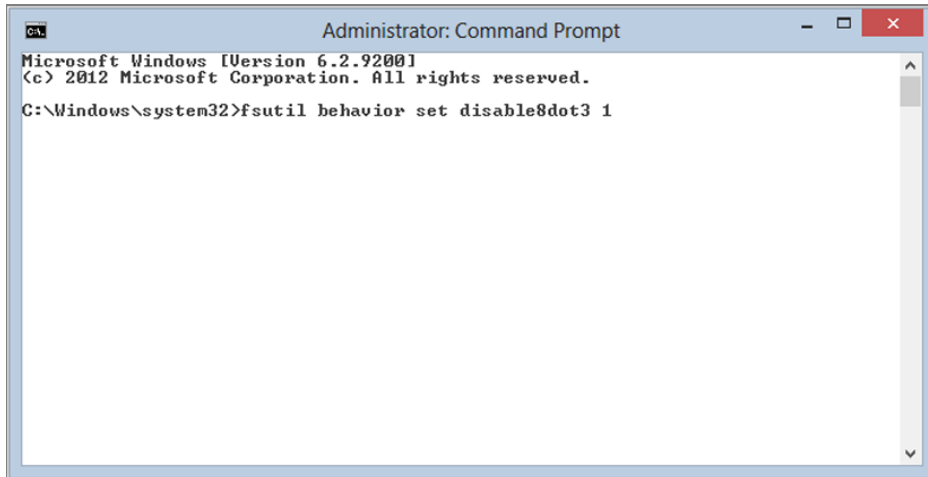 Administrator: Command Prompt
Microsoft Windows [Version 6.2.9200]
(c) 2012 Microsoft Corporation. All rights reserved.
C:\Windows\system32>fsutil behavior set disable8dot3 1